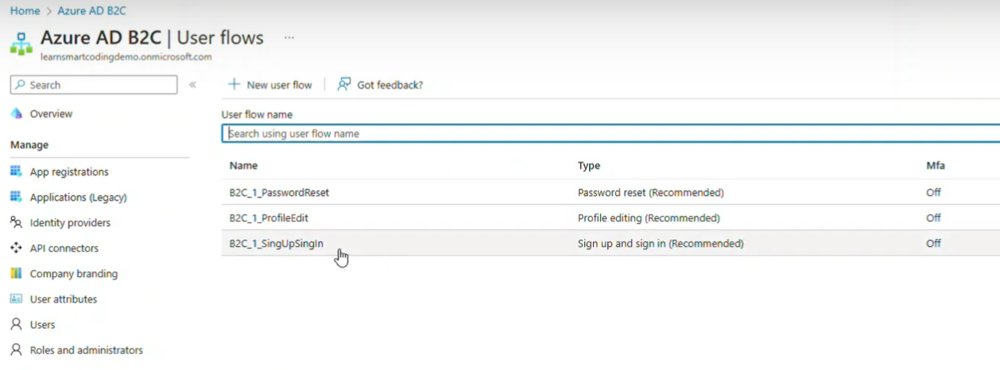 Home > Azure AD B2C
Azure AD B2C | User flows ...
learnsmartcodingdemo.onmicrosoft.com
Search «
New user flow
Got feedback?
Overview
User flow name
Search using user flow name
Manage
Name Type Mfa
App registrations
B2C_1_PasswordReset Password reset (Recommended) Off
Applications (Legacy)
B2C_1_ProfileEdit Profile editing (Recommended) Off
Identity providers
B2C_1_SingUpSingIn Sign up and sign in (Recommended) Off
API connectors
Company branding
User attributes
Users
Roles and administrators